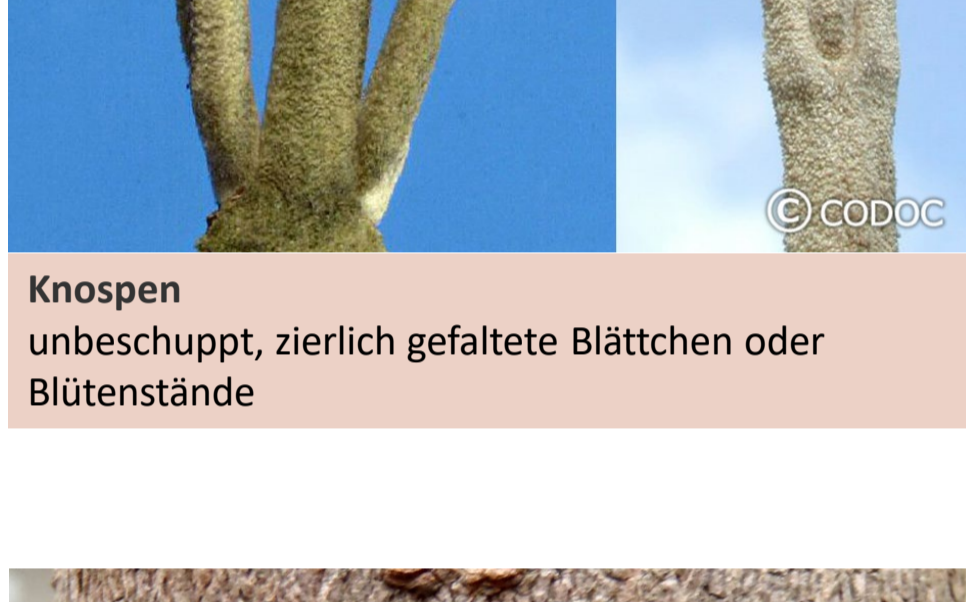 © CODOC
Knospen
unbeschuppt, zierlich gefaltete Blättchen oder
Blütenstände